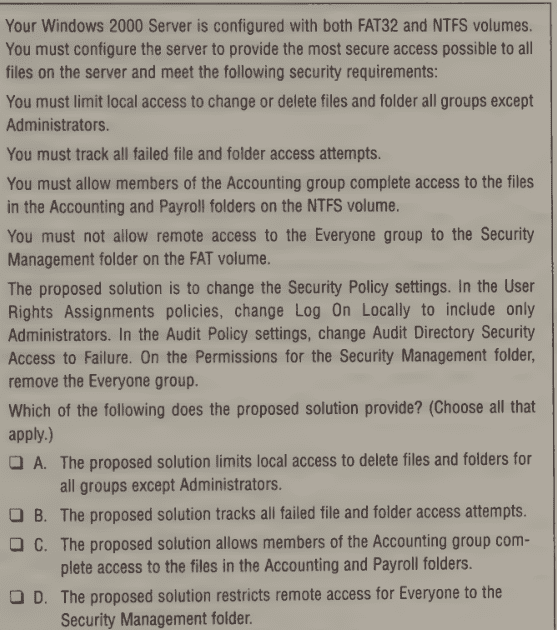 Your Windows 2000 Server is configured with both FAT32 and NTFS volumes.
You must configure the server to provide the most secure access possible to all
files on the server and meet the following security requirements:
You must limit local access to change or delete files and folder all groups except
Administrators.
You must track all failed file and folder access attempts.
You must allow members of the Accounting group complete access to the files
in the Accounting and Payroll folders on the NTFS volume.
You must not allow remote access to the Everyone group to the Security
Management folder on the FAT volume.
The proposed solution is to change the Security Policy settings. In the User
Rights Assignments policies, change Log On Locally to include only
Administrators. In the Audit Policy settings, change Audit Directory Security
Access to Failure. On the Permissions for the Security Management folder,
remove the Everyone group.
Which of the following does the proposed solution provide? (Choose all that
apply.)
❑ A. The proposed solution limits local access to delete files and folders for
all groups except Administrators.
❑ B. The proposed solution tracks all failed file and folder access attempts.
❑ C. The proposed solution allows members of the Accounting group com-
plete access to the files in the Accounting and Payroll folders.
❑ D. The proposed solution restricts remote access for Everyone to the
Security Management folder.